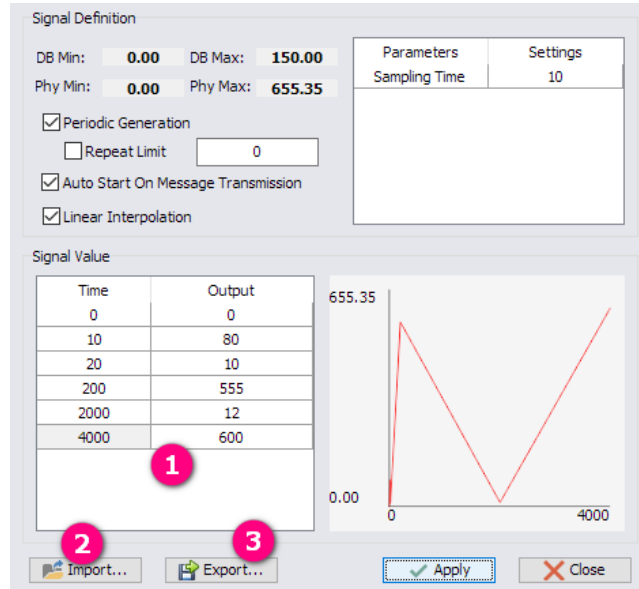 Signal Definition
DB Min: 0.00 DB Max: 150.00
Phy Min: 0.00 Phy Max: 655.35
Periodic Generation
Repeat Limit 0
Auto Start On Message Transmission
Linear Interpolation
Parameters Settings
Sampling Time 10
Signal Value
Time Output
0 0
10 80
20 10
200 555
2000 12
4000 600
1
655.35
0.00
0 4000
2
3
Import... Export... Apply Close